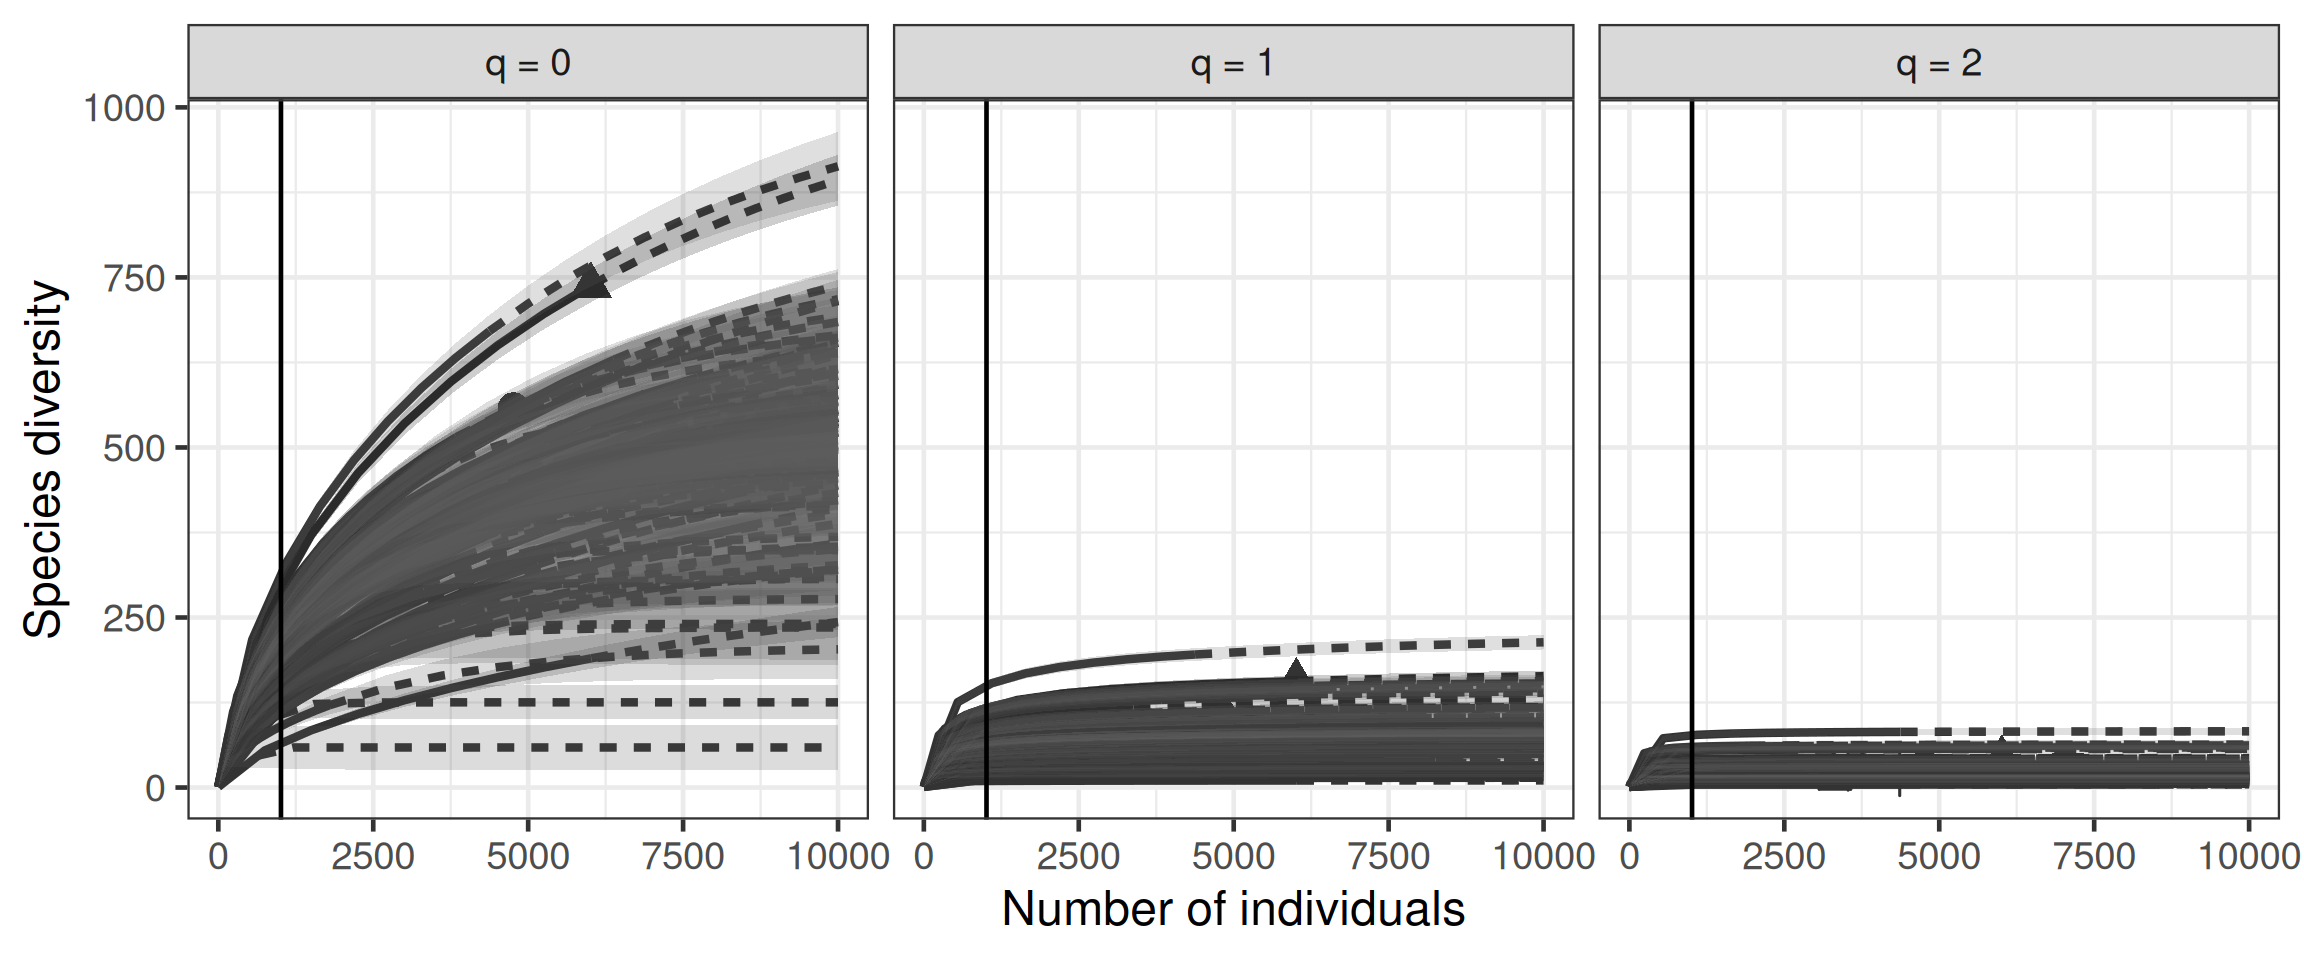 q = 0
q = 1
q = 2
Species diversity
1000
750
500
250
0
0 2500 5000 7500 10000
0 2500 5000 7500 10000
0 2500 5000 7500 10000
Number of individuals